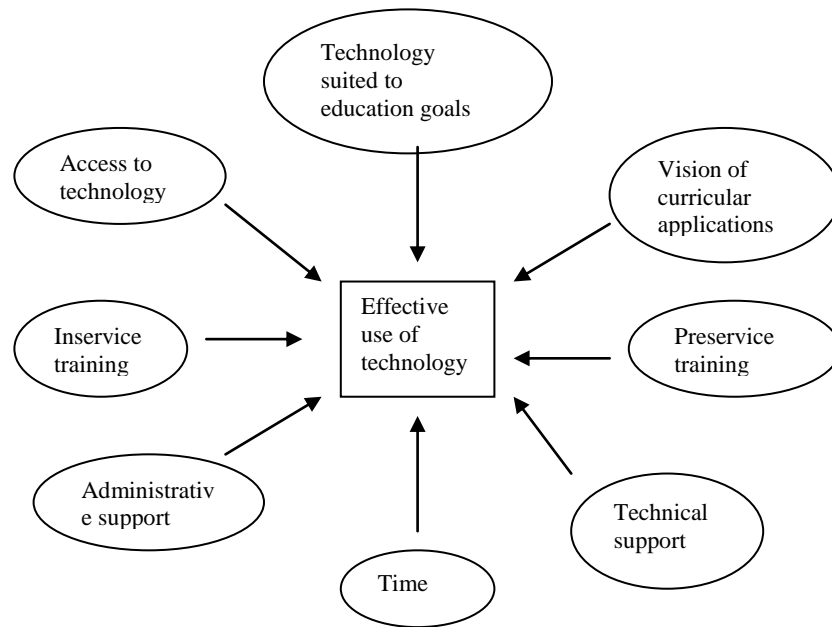 Technology
suited to
education goals
Access to
technology
Vision of
curricular
applications
Effective
use of
technology
Inservice
training
Preservice
training
Administrativ
e support
Technical
support
Time